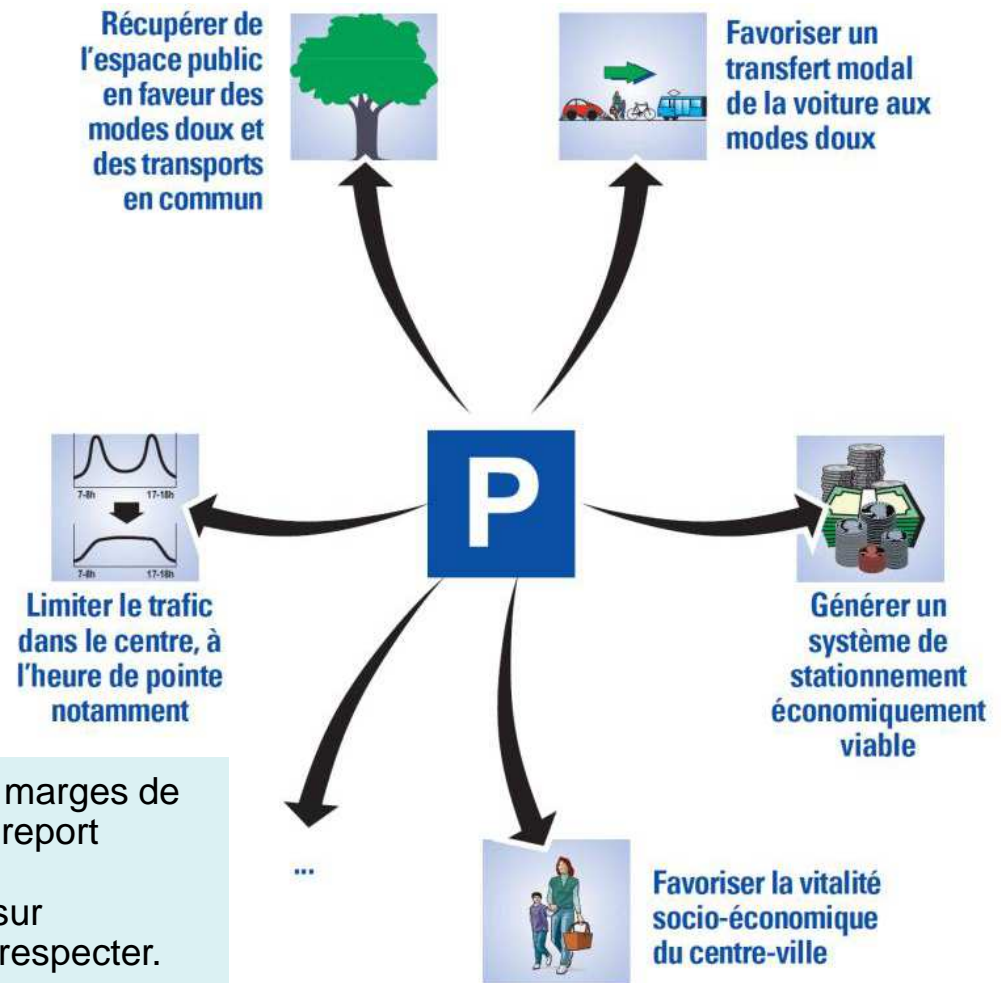 Récupérer de
l'espace public
en faveur des
modes doux et
des transports
en commun
Favoriser un
transfert modal
de la voiture aux
modes doux
P
7-8h 17-18h
7-8h 17-18h
Limiter le trafic
dans le centre, à
l'heure de pointe
notamment
Générer un
système de
stationnement
économiquement
viable
marges de
report
sur
respecter.
...
Favoriser la vitalité
socio-économique
du centre-ville